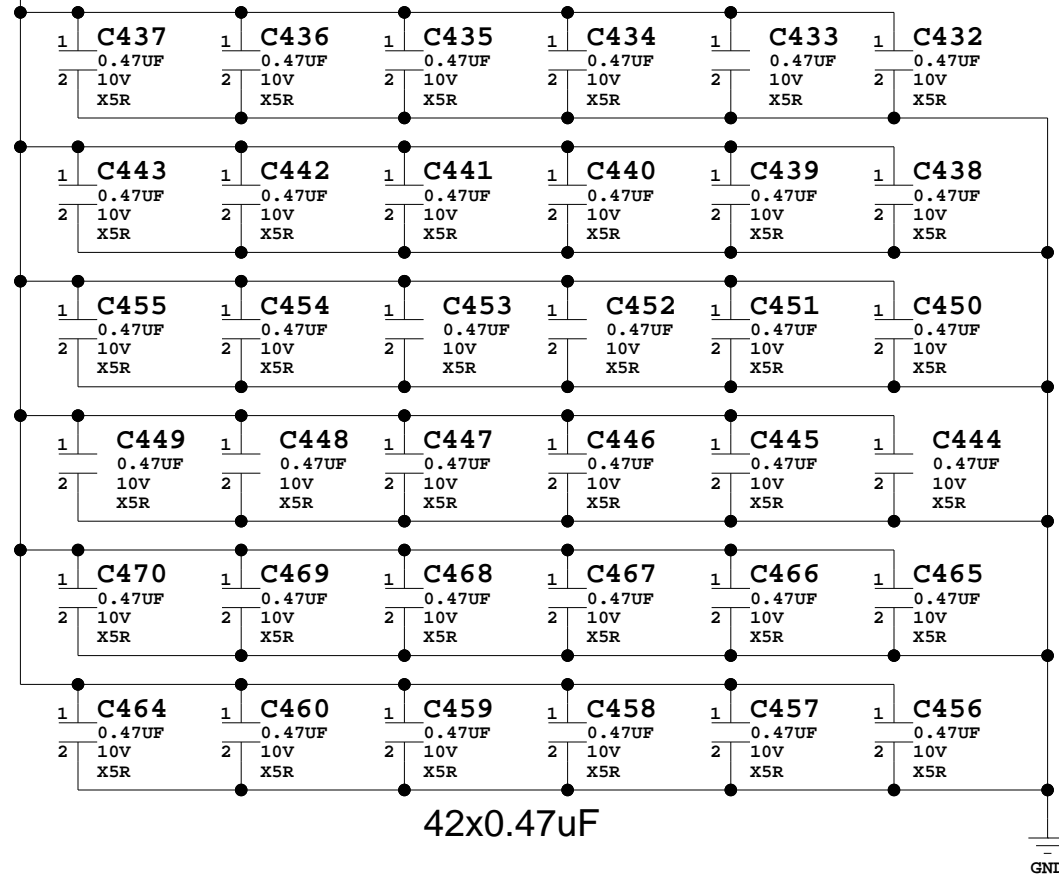 1 C437 1 C436 1 C435 1 C434 1 C433 1 C432
0.47UF 0.47UF 0.47UF 0.47UF 0.47UF 0.47UF
2 10V 2 10V 2 10V 2 10V 2 10V 2 10V
X5R X5R X5R X5R X5R X5R
1 C443 1 C442 1 C441 1 C440 1 C439 1 C438
0.47UF 0.47UF 0.47UF 0.47UF 0.47UF 0.47UF
2 10V 2 10V 2 10V 2 10V 2 10V 2 10V
X5R X5R X5R X5R X5R X5R
1 C455 1 C454 1 C453 1 C452 1 C451 1 C450
0.47UF 0.47UF 0.47UF 0.47UF 0.47UF 0.47UF
2 10V 2 10V 2 10V 2 10V 2 10V 2 10V
X5R X5R X5R X5R X5R X5R
1 C449 1 C448 1 C447 1 C446 1 C445 1 C444
0.47UF 0.47UF 0.47UF 0.47UF 0.47UF 0.47UF
2 10V 2 10V 2 10V 2 10V 2 10V 2 10V
X5R X5R X5R X5R X5R X5R
1 C470 1 C469 1 C468 1 C467 1 C466 1 C465
0.47UF 0.47UF 0.47UF 0.47UF 0.47UF 0.47UF
2 10V 2 10V 2 10V 2 10V 2 10V 2 10V
X5R X5R X5R X5R X5R X5R
1 C464 1 C460 1 C459 1 C458 1 C457 1 C456
0.47UF 0.47UF 0.47UF 0.47UF 0.47UF 0.47UF
2 10V 2 10V 2 10V 2 10V 2 10V 2 10V
X5R X5R X5R X5R X5R X5R
42x0.47uF
GND